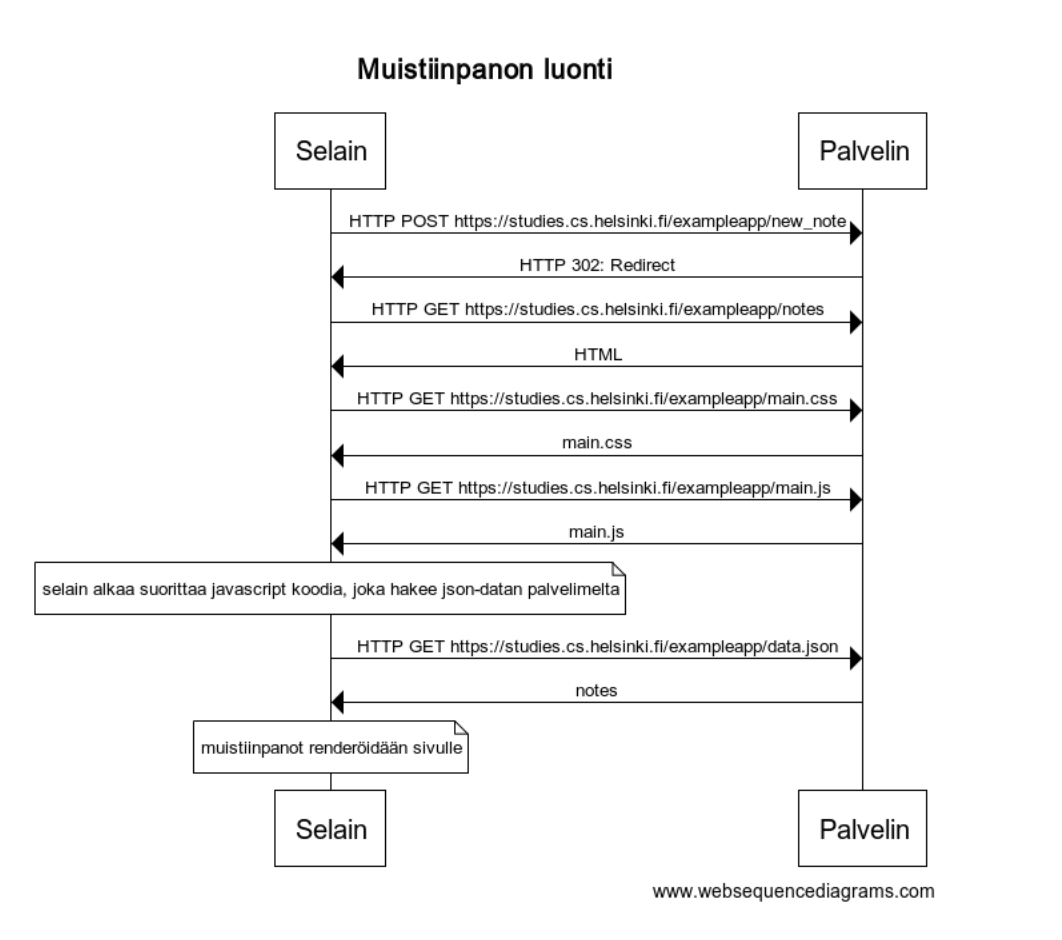 Muistiinpanon luonti
Selain
Palvelin
HTTP POST https://studies.cs.helsinki.fi/exampleapp/new_note
HTTP 302: Redirect
HTTP GET https://studies.cs.helsinki.fi/exampleapp/notes
HTML
HTTP GET https://studies.cs.helsinki.fi/exampleapp/main.css
main.css
HTTP GET https://studies.cs.helsinki.fi/exampleapp/main.js
main.js
selain alkaa suorittaa javascript koodia, joka hakee json-datan palvelimelta
HTTP GET https://studies.cs.helsinki.fi/exampleapp/data.json
notes
muistiinpanot renderöidään sivulle
Selain
Palvelin
www.websequencediagrams.com